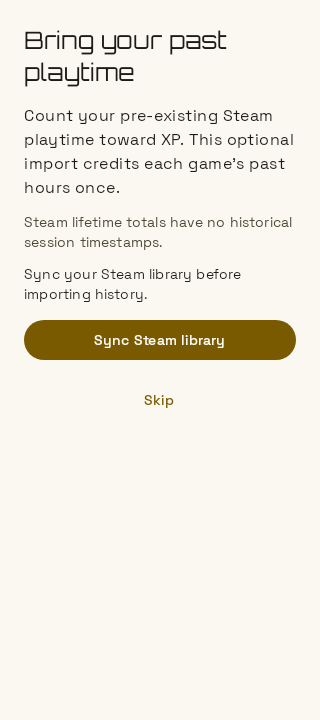 Bring your past
playtime
Count your pre-existing Steam
playtime toward XP. This optional
import credits each game's past
hours once.
Steam lifetime totals have no historical
session timestamps.
Sync your Steam library before
importing history.
Sync Steam library
Skip